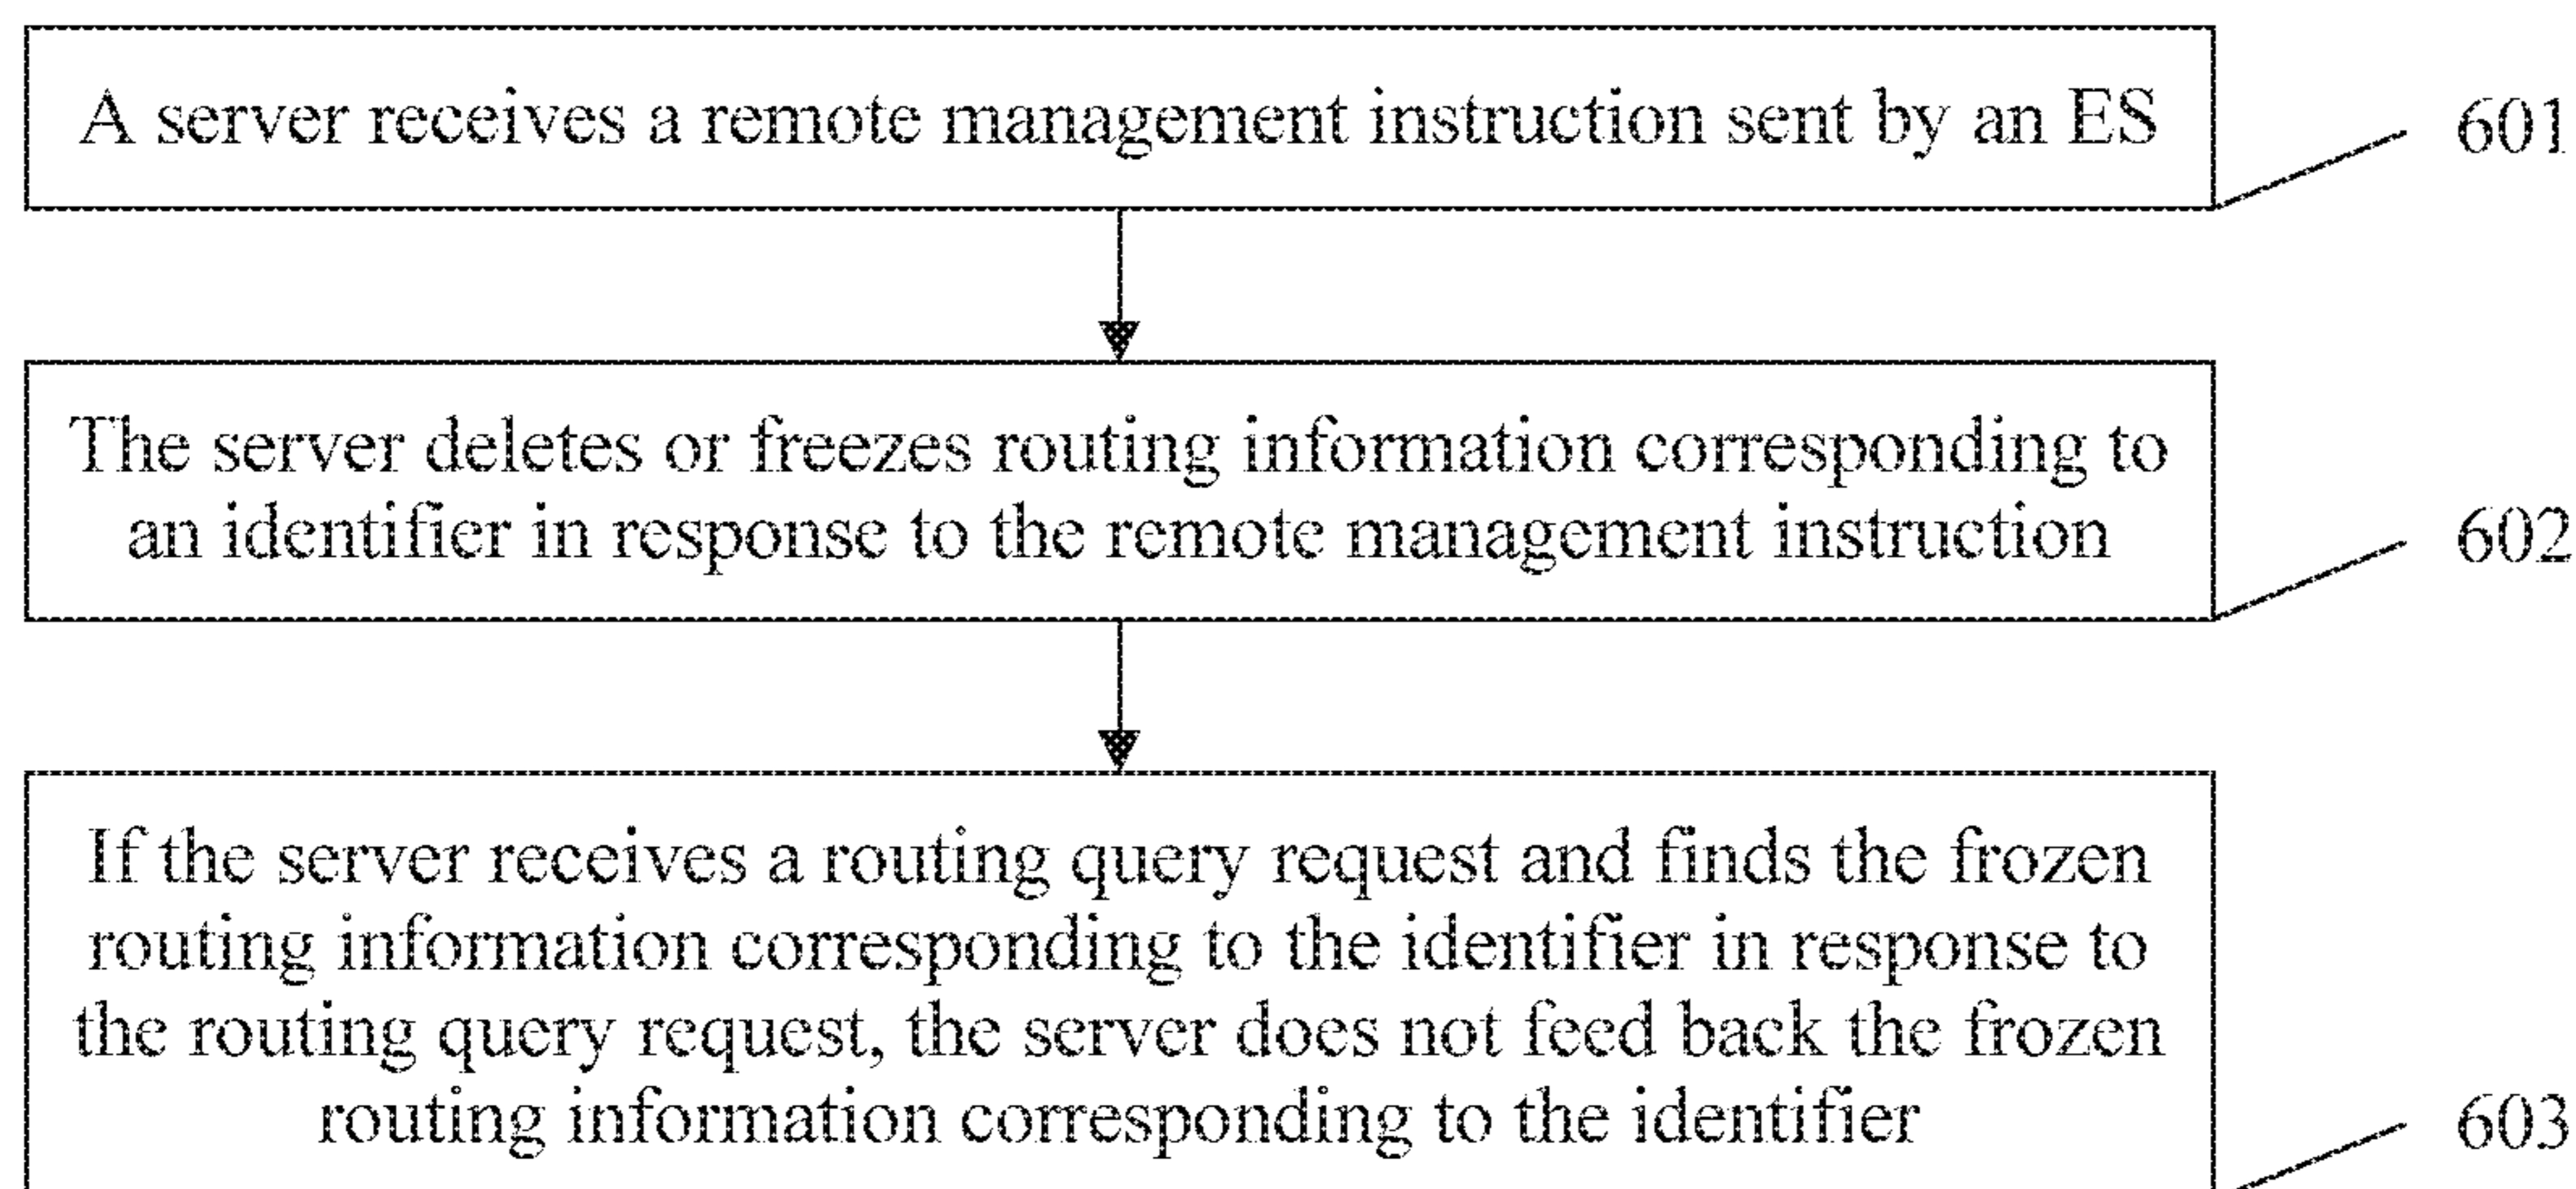 A server receives a remote management instruction sent by an ES
601
The server deletes or freezes routing information corresponding to
an identifier in response to the remote management instruction
602
If the server receives a routing query request and finds the frozen
routing information corresponding to the identifier in response to
the routing query request, the server does not feed back the frozen
routing information corresponding to the identifier
603